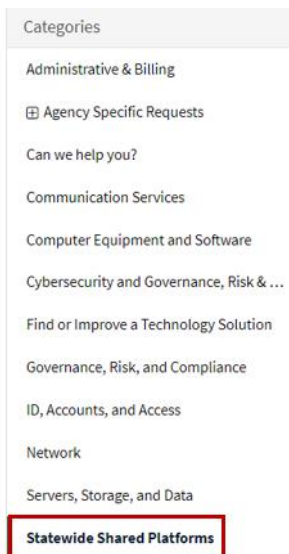 Categories
Administrative & Billing
Agency Specific Requests
Can we help you?
Communication Services
Computer Equipment and Software
Cybersecurity and Governance, Risk & ...
Find or Improve a Technology Solution
Governance, Risk, and Compliance
ID, Accounts, and Access
Network
Servers, Storage, and Data
Statewide Shared Platforms